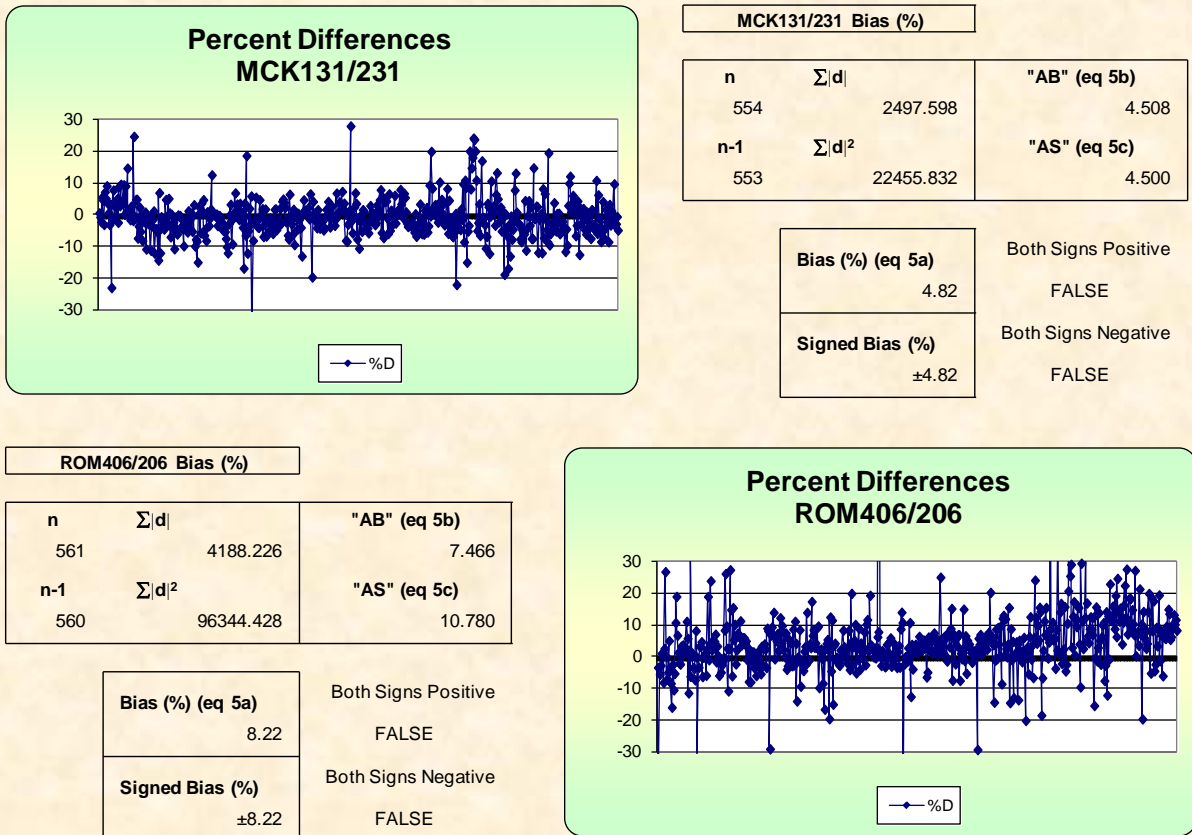 Percent Differences
MCK131/231
30
20
10
0
-10
-20
-30
%D
MCK131/231 Bias (%)
n Σ|d| "AB" (eq 5b)
554 2497.598 4.508
n-1 Σ|d|² "AS" (eq 5c)
553 22455.832 4.500
Bias (%) (eq 5a) Both Signs Positive
4.82 FALSE
Signed Bias (%) Both Signs Negative
±4.82 FALSE
ROM406/206 Bias (%)
n Σ|d| "AB" (eq 5b)
561 4188.226 7.466
n-1 Σ|d|² "AS" (eq 5c)
560 96344.428 10.780
Bias (%) (eq 5a) Both Signs Positive
8.22 FALSE
Signed Bias (%) Both Signs Negative
±8.22 FALSE
Percent Differences
ROM406/206
30
20
10
0
-10
-20
-30
%D